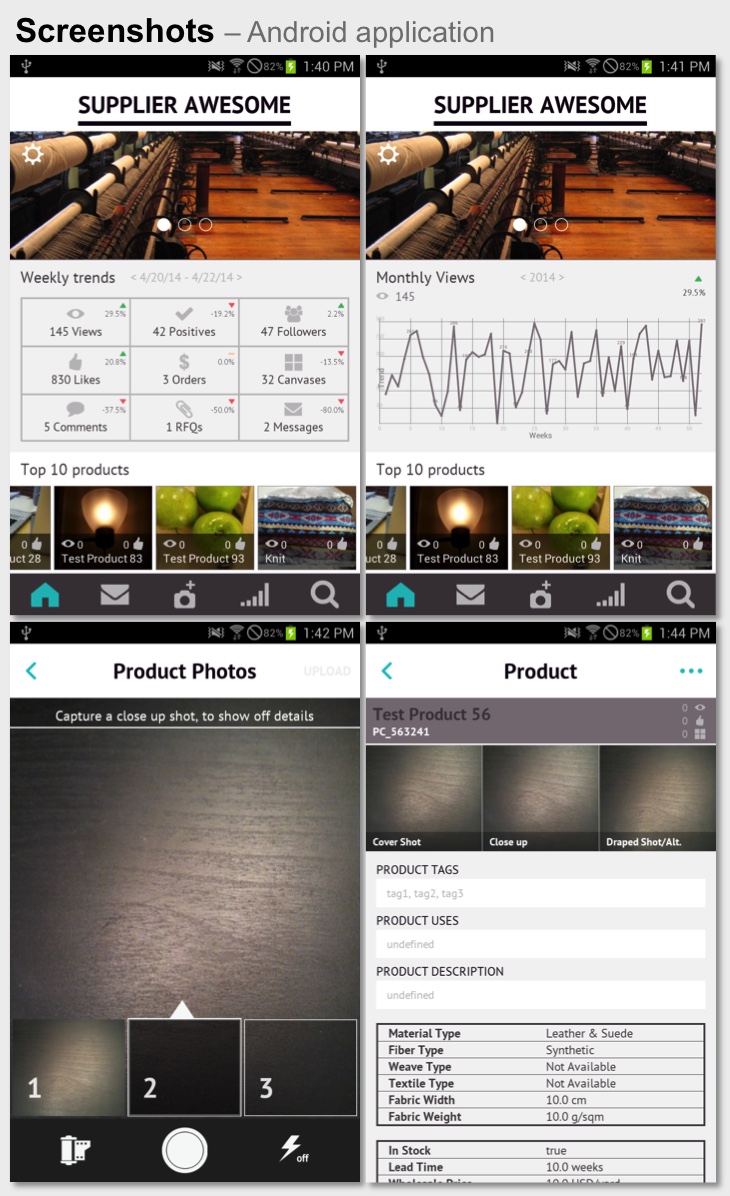 Screenshots – Android application
82% 1:40 PM
SUPPLIER AWESOME
Weekly trends < 4/20/14 - 4/22/14 >
29.5% -19.2% 2.2%
145 Views 42 Positives 47 Followers
20.8% 0.0% -13.5%
830 Likes 3 Orders 32 Canvases
-37.5% -50.0% -80.0%
5 Comments 1 RFQs 2 Messages
Top 10 products
0 0 0 0 0 0 0
uct 28 Test Product 83 Test Product 93 Knit
82% 1:41 PM
SUPPLIER AWESOME
Monthly Views < 2014 >
145 29.5%
Trend
Weeks
Top 10 products
0 0 0 0 0 0 0
uct 28 Test Product 83 Test Product 93 Knit
82% 1:42 PM
Product Photos UPLOAD
Capture a close up shot, to show off details
1 2 3
off
82% 1:44 PM
Product
Test Product 56 0
0
PC_563241 0
Cover Shot Close up Draped Shot/Alt.
PRODUCT TAGS
tag1, tag2, tag3
PRODUCT USES
undefined
PRODUCT DESCRIPTION
undefined
Material Type Leather & Suede
Fiber Type Synthetic
Weave Type Not Available
Textile Type Not Available
Fabric Width 10.0 cm
Fabric Weight 10.0 g/sqm
In Stock true
Lead Time 10.0 weeks
Wholesale Price 10.0 USD/yard